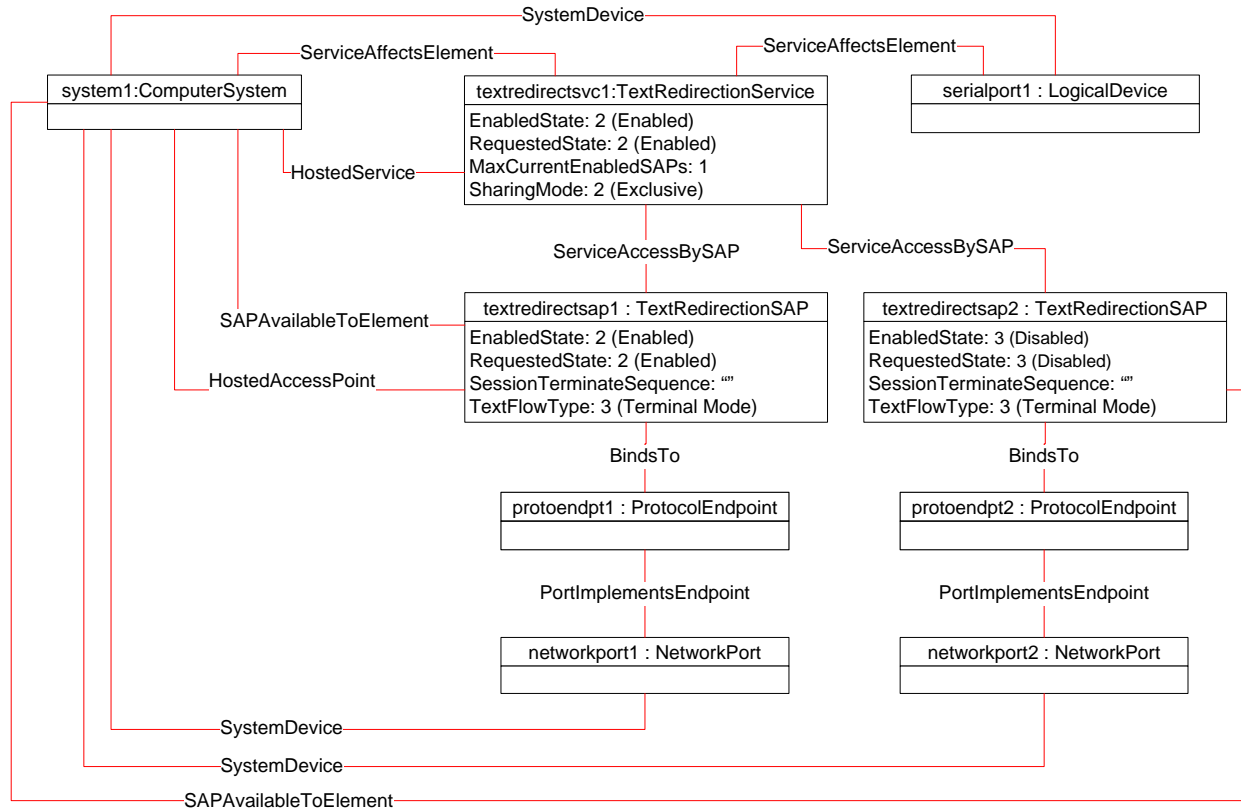 SystemDevice
ServiceAffectsElement
ServiceAffectsElement
system1:ComputerSystem
textredirectsvc1:TextRedirectionService
EnabledState: 2 (Enabled)
RequestedState: 2 (Enabled)
MaxCurrentEnabledSAPs: 1
SharingMode: 2 (Exclusive)
serialport1 : LogicalDevice
HostedService
ServiceAccessBySAP
ServiceAccessBySAP
textredirectsap1 : TextRedirectionSAP
EnabledState: 2 (Enabled)
RequestedState: 2 (Enabled)
SessionTerminateSequence: “”
TextFlowType: 3 (Terminal Mode)
textredirectsap2 : TextRedirectionSAP
EnabledState: 3 (Disabled)
RequestedState: 3 (Disabled)
SessionTerminateSequence: “”
TextFlowType: 3 (Terminal Mode)
SAPAvailableToElement
HostedAccessPoint
BindsTo
BindsTo
protoendpt1 : ProtocolEndpoint
protoendpt2 : ProtocolEndpoint
PortImplementsEndpoint
PortImplementsEndpoint
networkport1 : NetworkPort
networkport2 : NetworkPort
SystemDevice
SystemDevice
SAPAvailableToElement